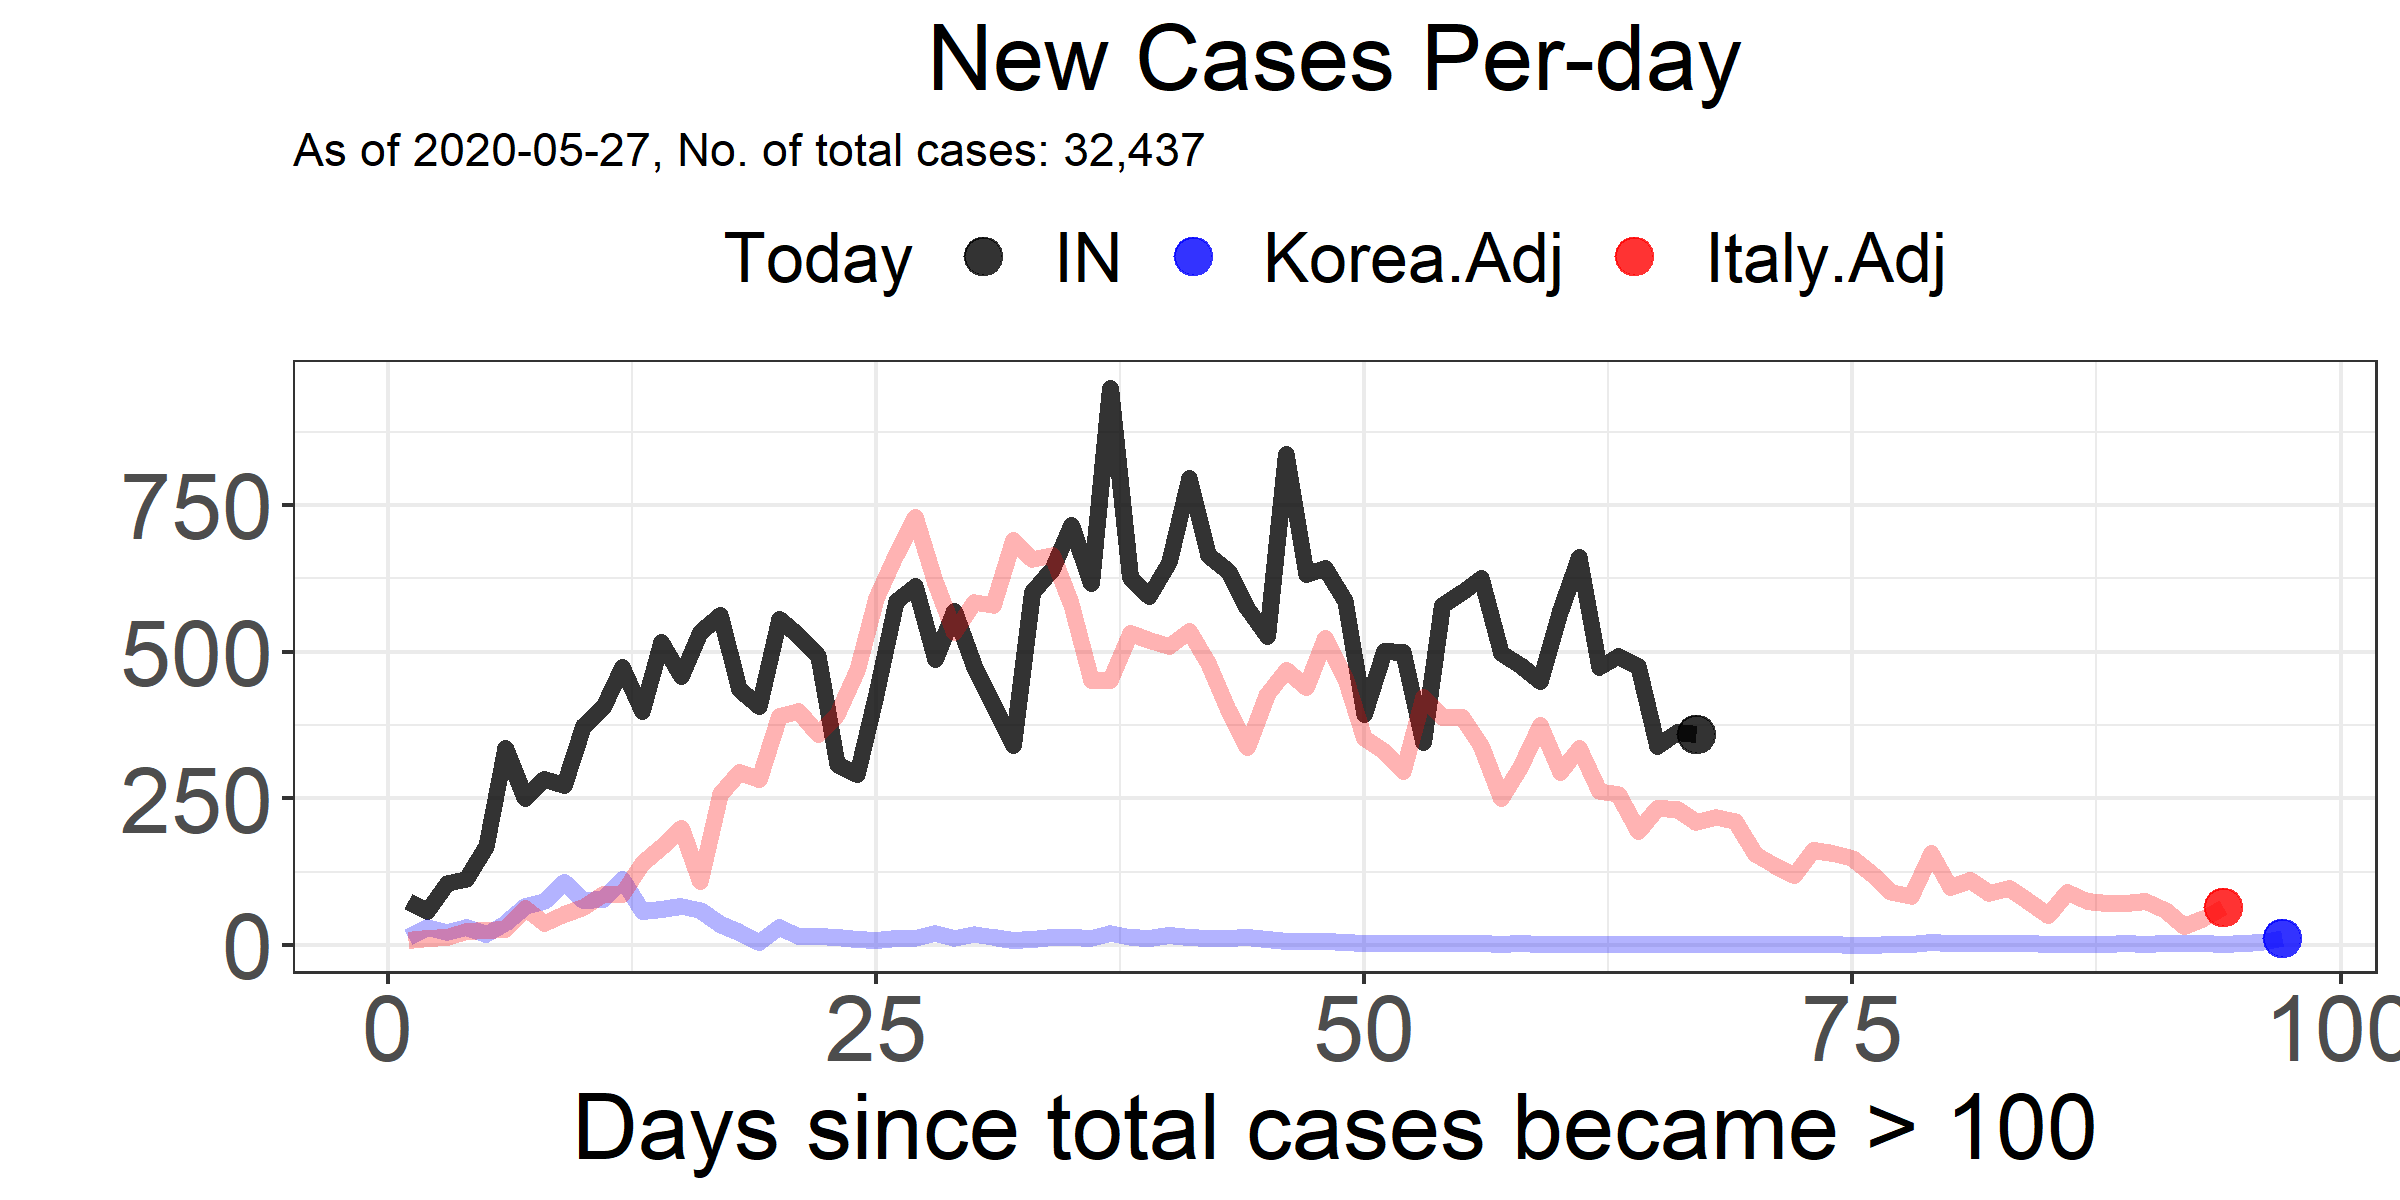 New Cases Per-day
As of 2020-05-27, No. of total cases: 32,437
Today IN Korea.Adj Italy.Adj
750
500
250
0
0 25 50 75 100
Days since total cases became > 100